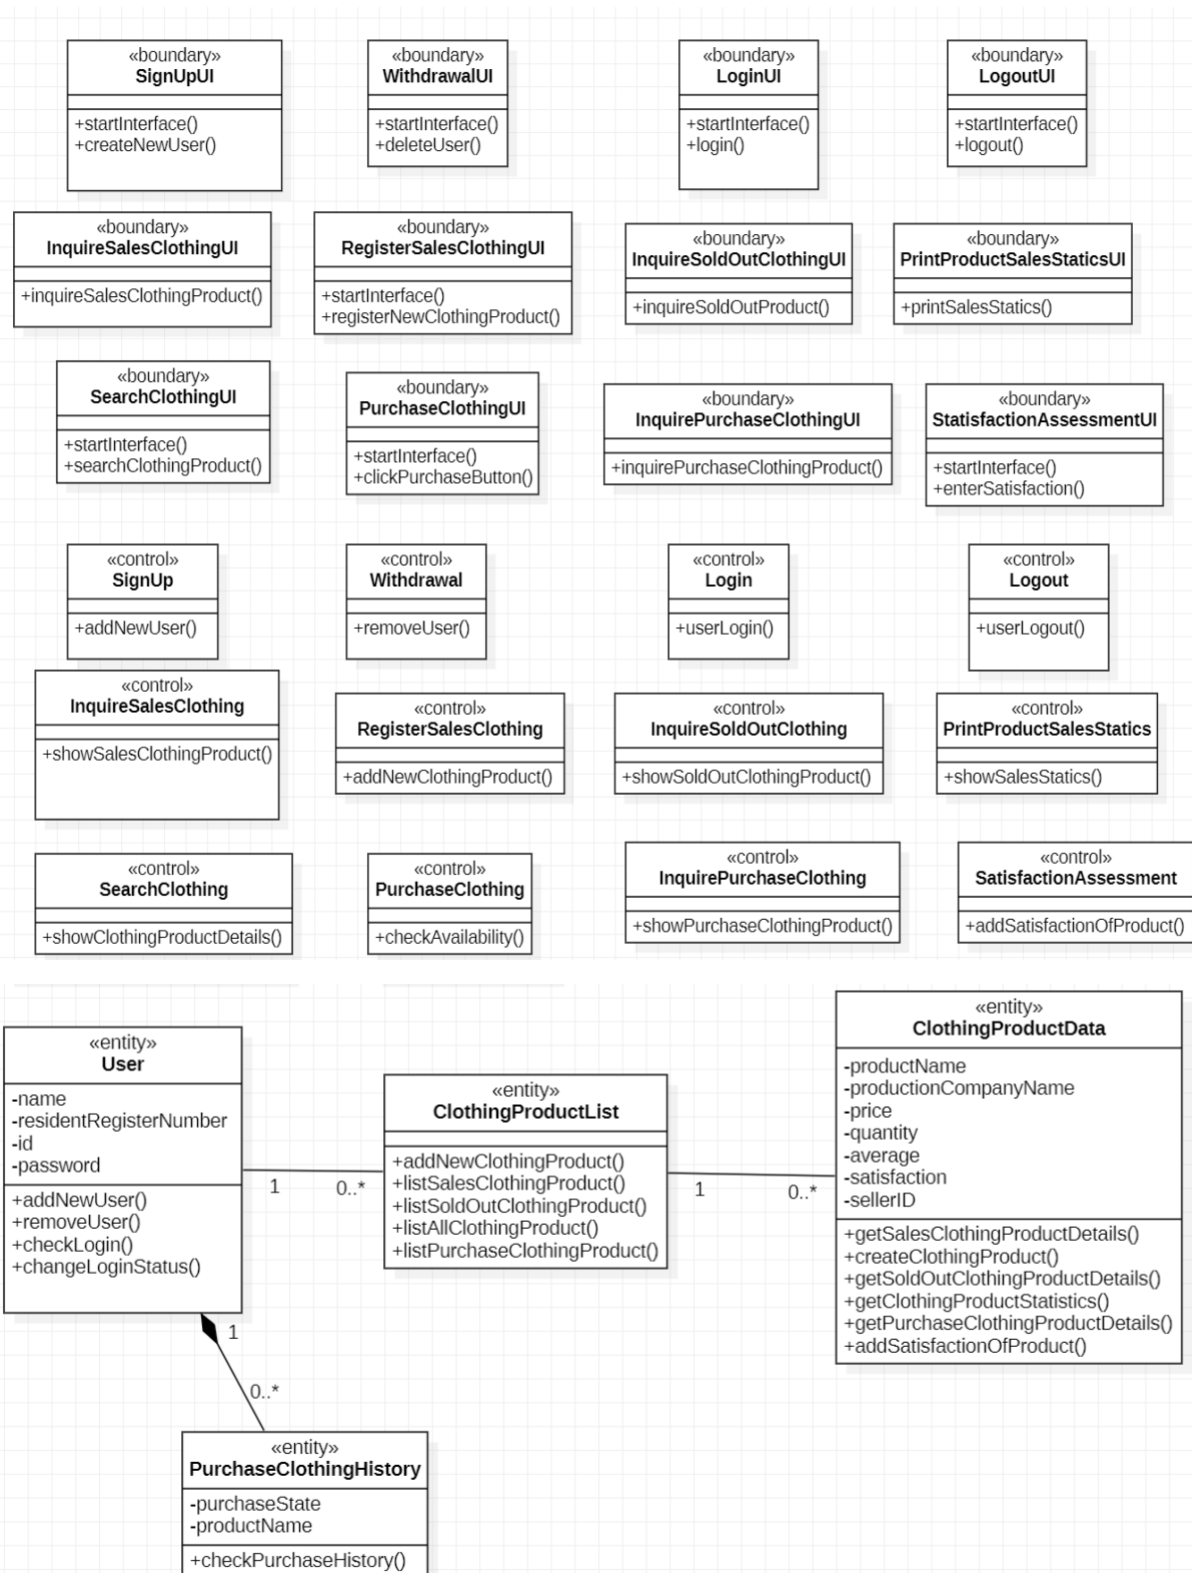 «boundary»
SignUpUI
+startInterface()
+createNewUser()
«boundary»
WithdrawalUI
+startInterface()
+deleteUser()
«boundary»
LoginUI
+startInterface()
+login()
«boundary»
LogoutUI
+startInterface()
+logout()
«boundary»
InquireSalesClothingUI
+inquireSalesClothingProduct()
«boundary»
RegisterSalesClothingUI
+startInterface()
+registerNewClothingProduct()
«boundary»
InquireSoldOutClothingUI
+inquireSoldOutProduct()
«boundary»
PrintProductSalesStaticsUI
+printSalesStatics()
«boundary»
SearchClothingUI
+startInterface()
+searchClothingProduct()
«boundary»
PurchaseClothingUI
+startInterface()
+clickPurchaseButton()
«boundary»
InquirePurchaseClothingUI
+inquirePurchaseClothingProduct()
«boundary»
StatisfactionAssessmentUI
+startInterface()
+enterSatisfaction()
«control»
SignUp
+addNewUser()
«control»
Withdrawal
+removeUser()
«control»
Login
+userLogin()
«control»
Logout
+userLogout()
«control»
InquireSalesClothing
+showSalesClothingProduct()
«control»
RegisterSalesClothing
+addNewClothingProduct()
«control»
InquireSoldOutClothing
+showSoldOutClothingProduct()
«control»
PrintProductSalesStatics
+showSalesStatics()
«control»
SearchClothing
+showClothingProductDetails()
«control»
PurchaseClothing
+checkAvailability()
«control»
InquirePurchaseClothing
+showPurchaseClothingProduct()
«control»
SatisfactionAssessment
+addSatisfactionOfProduct()
«entity»
User
-name
-residentRegisterNumber
-id
-password
+addNewUser()
+removeUser()
+checkLogin()
+changeLoginStatus()
1
0..*
«entity»
ClothingProductList
+addNewClothingProduct()
+listSalesClothingProduct()
+listSoldOutClothingProduct()
+listAllClothingProduct()
+listPurchaseClothingProduct()
1
0..*
«entity»
ClothingProductData
-productName
-productionCompanyName
-price
-quantity
-average
-satisfaction
-sellerID
+getSalesClothingProductDetails()
+createClothingProduct()
+getSoldOutClothingProductDetails()
+getClothingProductStatistics()
+getPurchaseClothingProductDetails()
+addSatisfactionOfProduct()
1
0..*
«entity»
PurchaseClothingHistory
-purchaseState
-productName
+checkPurchaseHistory()